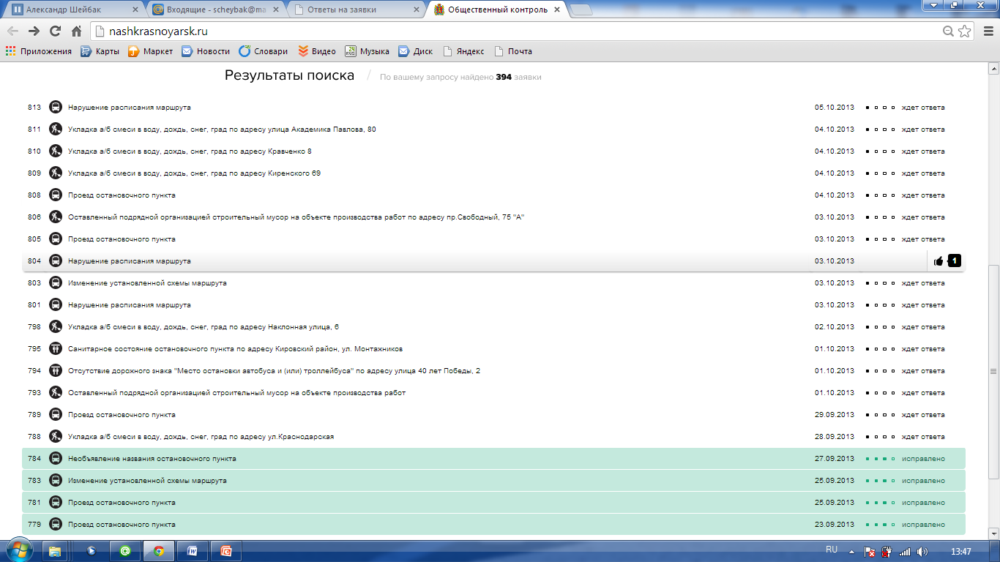 Александр Шейбак
Входящие - scheybak@ma
Ответы на заявки
Общественный контроль
nashkrasnoyarsk.ru
Приложения Карты Маркет Новости Словари Видео Музыка Диск Яндекс Почта
Результаты поиска / По вашему запросу найдено 394 заявки
813 Нарушение расписания маршрута 05.10.2013 ждет ответа
811 Укладка а/б смеси в воду, дождь, снег, град по адресу улица Академика Павлова, 80 04.10.2013 ждет ответа
810 Укладка а/б смеси в воду, дождь, снег, град по адресу Кравченко 8 04.10.2013 ждет ответа
809 Укладка а/б смеси в воду, дождь, снег, град по адресу Киренского 69 04.10.2013 ждет ответа
808 Проезд остановочного пункта 04.10.2013 ждет ответа
806 Оставленный подрядной организацией строительный мусор на объекте производства работ по адресу пр.Свободный, 75 "А" 03.10.2013 ждет ответа
805 Проезд остановочного пункта 03.10.2013 ждет ответа
804 Нарушение расписания маршрута 03.10.2013 1
803 Изменение установленной схемы маршрута 03.10.2013 ждет ответа
801 Нарушение расписания маршрута 03.10.2013 ждет ответа
798 Укладка а/б смеси в воду, дождь, снег, град по адресу Наклонная улица, 6 02.10.2013 ждет ответа
795 Санитарное состояние остановочного пункта по адресу Кировский район, ул. Монтажников 01.10.2013 ждет ответа
794 Отсутствие дорожного знака "Место остановки автобуса и (или) троллейбуса" по адресу улица 40 лет Победы, 2 01.10.2013 ждет ответа
793 Оставленный подрядной организацией строительный мусор на объекте производства работ 01.10.2013 ждет ответа
789 Проезд остановочного пункта 29.09.2013 ждет ответа
788 Укладка а/б смеси в воду, дождь, снег, град по адресу ул.Краснодарская 28.09.2013 ждет ответа
784 Необъявление названия остановочного пункта 27.09.2013 исправлено
783 Изменение установленной схемы маршрута 25.09.2013 исправлено
781 Проезд остановочного пункта 25.09.2013 исправлено
779 Проезд остановочного пункта 23.09.2013 исправлено
RU 13:47